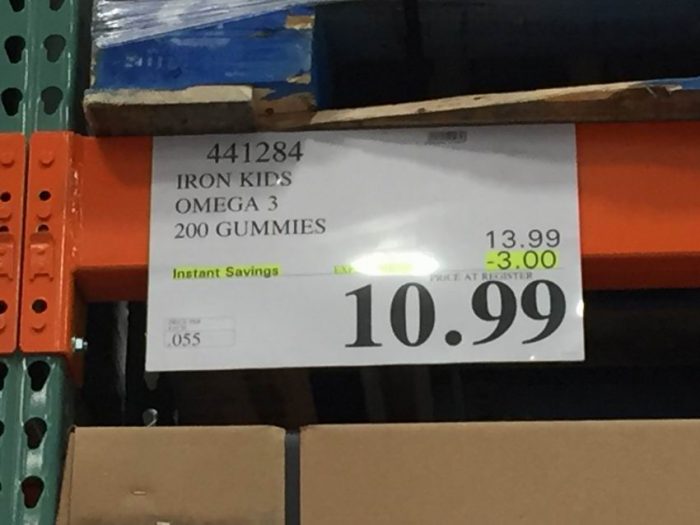 441284
IRON KIDS
OMEGA 3
200 GUMMIES
13.99
-3.00
Instant Savings
PRICE AT REGISTER
10.99
.055